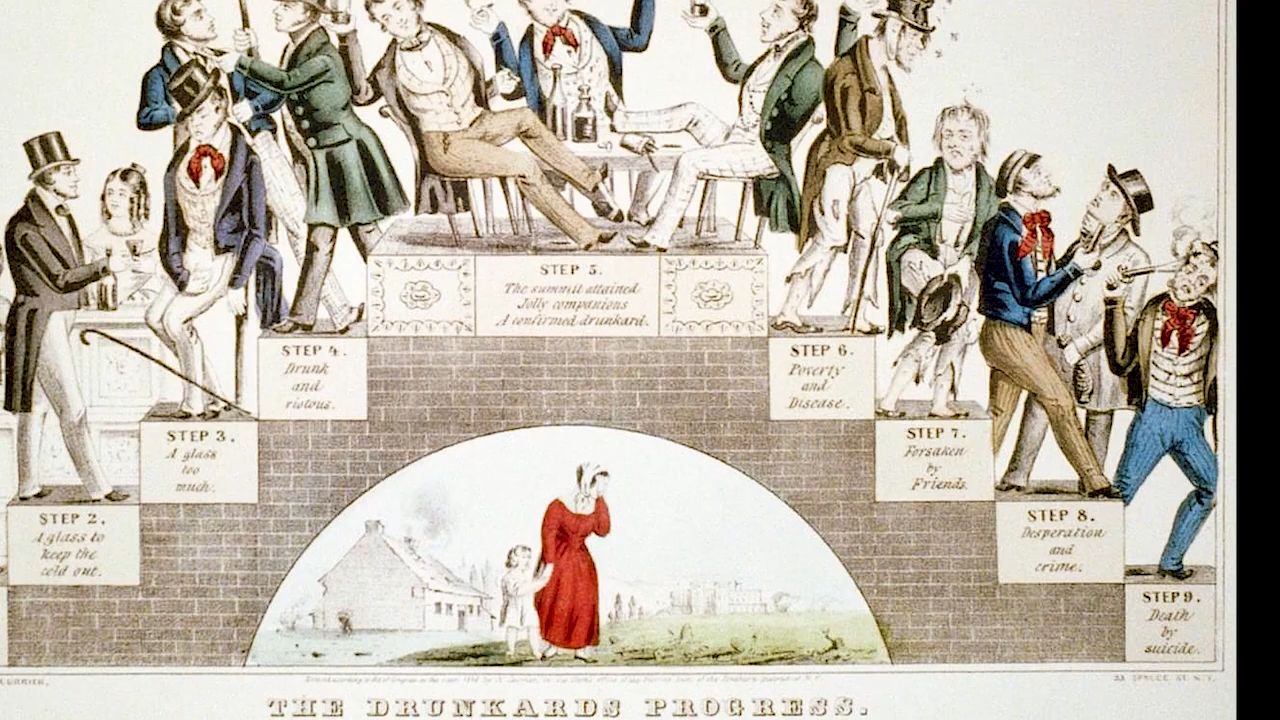 STEP 5.
The summit attained
Jolly companions
A confirmed drunkard.
STEP 4.
Drunk
and
riotous.
STEP 6.
Poverty
and
Disease.
STEP 3.
A glass
too
much.
STEP 7.
Forsaken
by
Friends.
STEP 2.
A glass to
keep the
cold out.
STEP 8.
Desperation
and
crime.
STEP 9.
Death
by
suicide.
33 SPRUCE ST. N.Y.
THE DRUNKARDS PROGRESS.